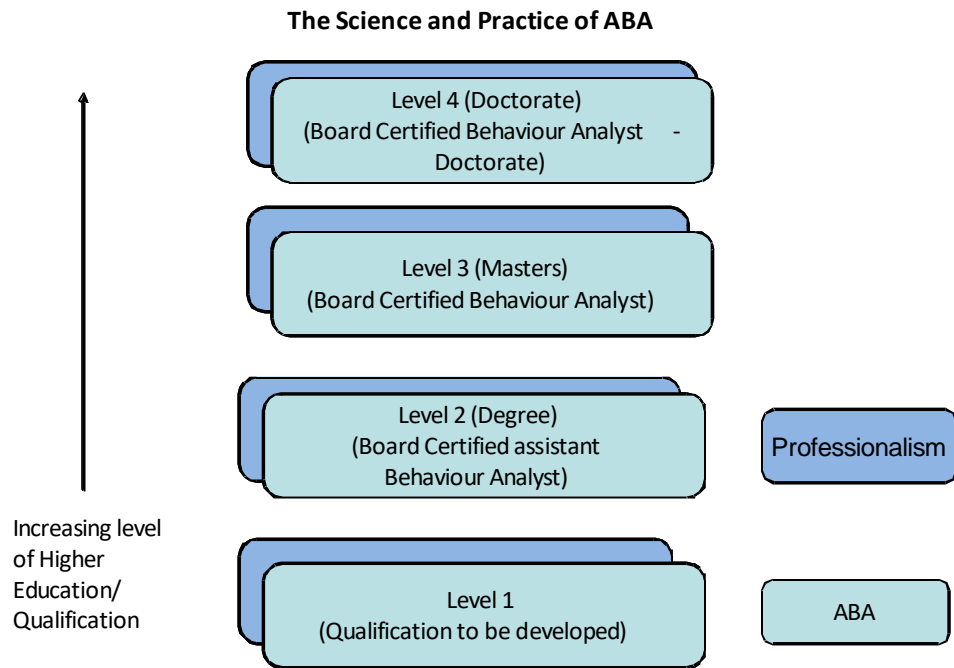 The Science and Practice of ABA
Level 4 (Doctorate)
(Board Certified Behaviour Analyst -
Doctorate)
Level 3 (Masters)
(Board Certified Behaviour Analyst)
Level 2 (Degree)
(Board Certified assistant
Behaviour Analyst)
Professionalism
Increasing level
of Higher
Education/
Qualification
Level 1
(Qualification to be developed)
ABA